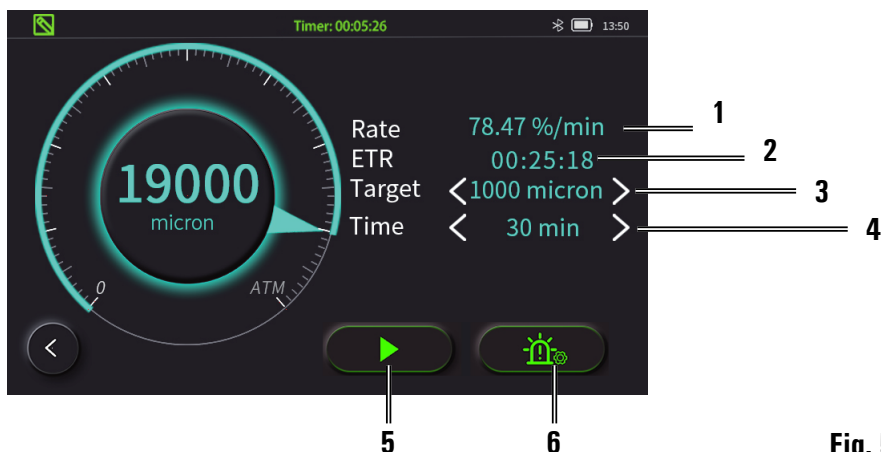 Timer: 00:05:26
13:50
Rate 78.47 %/min 1
ETR 00:25:18 2
Target 1000 micron 3
Time 30 min 4
19000
micron
0 ATM
5 6
Fig.